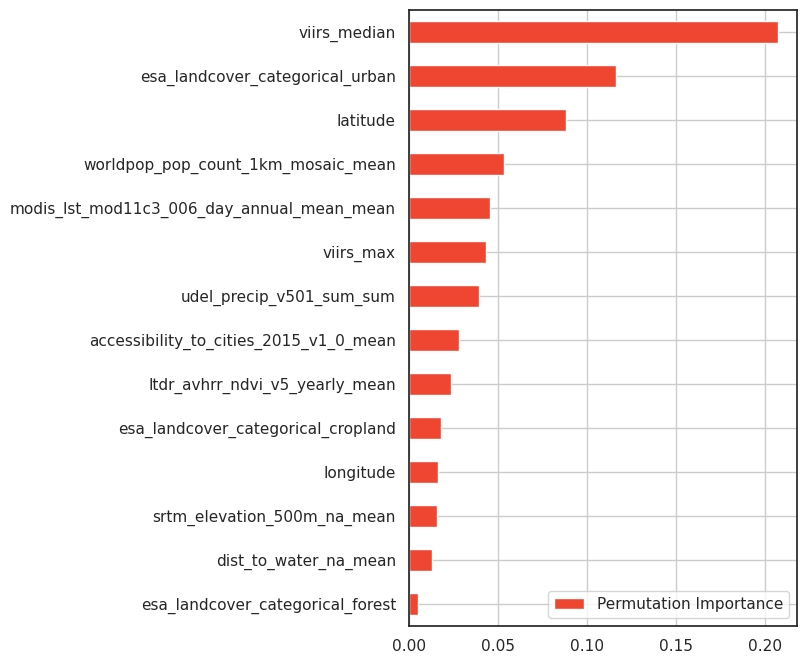 viirs_median
esa_landcover_categorical_urban
latitude
worldpop_pop_count_1km_mosaic_mean
modis_lst_mod11c3_006_day_annual_mean_mean
viirs_max
udel_precip_v501_sum_sum
accessibility_to_cities_2015_v1_0_mean
ltdr_avhrr_ndvi_v5_yearly_mean
esa_landcover_categorical_cropland
longitude
srtm_elevation_500m_na_mean
dist_to_water_na_mean
esa_landcover_categorical_forest
Permutation Importance
0.00 0.05 0.10 0.15 0.20